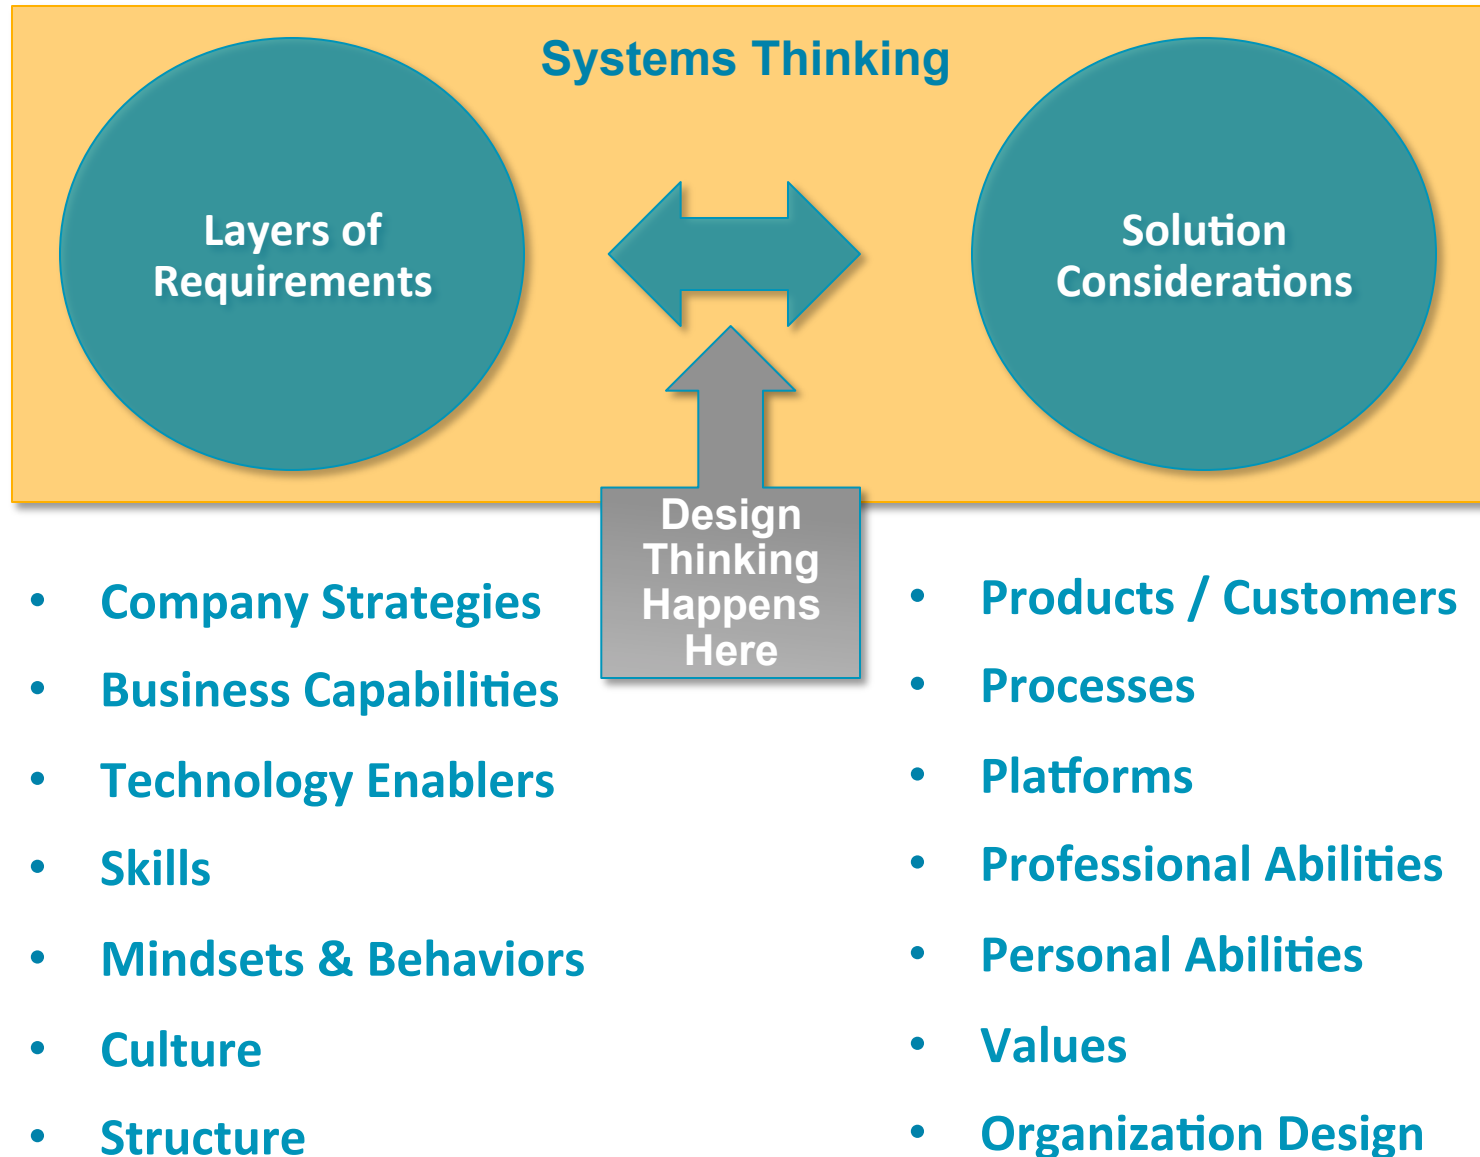 Systems Thinking
Layers of
Requirements
Solution
Considerations
Design
Thinking
Happens
Here
• Company Strategies
• Business Capabilities
• Technology Enablers
• Skills
• Mindsets & Behaviors
• Culture
• Structure
• Products / Customers
• Processes
• Platforms
• Professional Abilities
• Personal Abilities
• Values
• Organization Design